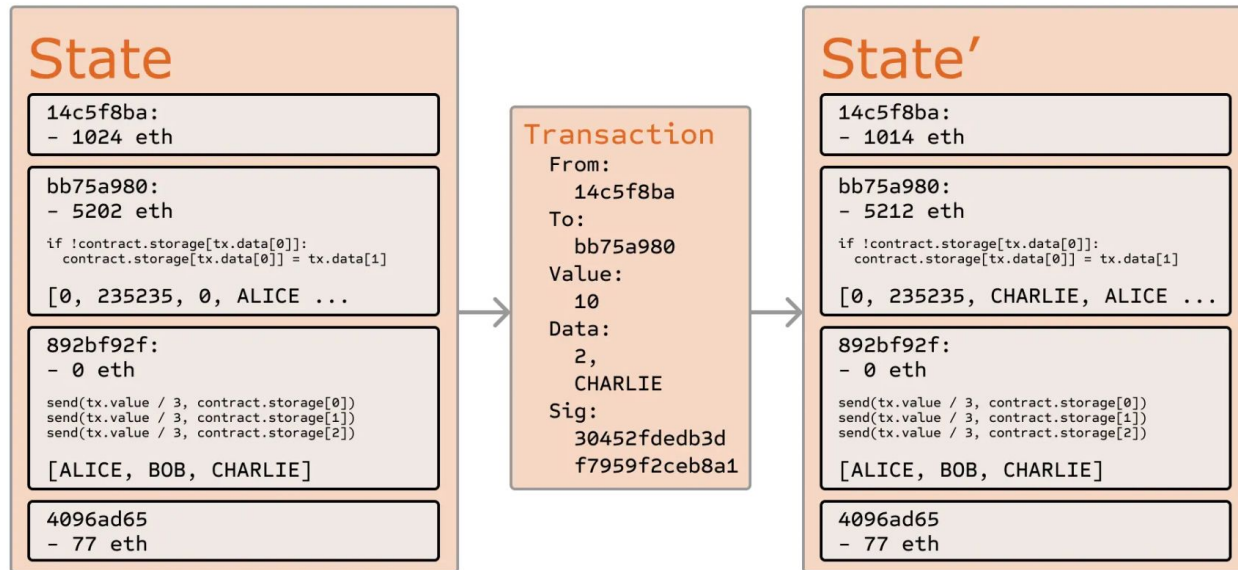 State
14c5f8ba:
- 1024 eth
bb75a980:
- 5202 eth
if !contract.storage[tx.data[0]]:
contract.storage[tx.data[0]] = tx.data[1]
[0, 235235, 0, ALICE ...
892bf92f:
- 0 eth
send(tx.value / 3, contract.storage[0])
send(tx.value / 3, contract.storage[1])
send(tx.value / 3, contract.storage[2])
[ALICE, BOB, CHARLIE]
4096ad65
- 77 eth
Transaction
From:
14c5f8ba
To:
bb75a980
Value:
10
Data:
2,
CHARLIE
Sig:
30452fdedb3d
f7959f2ceb8a1
State’
14c5f8ba:
- 1014 eth
bb75a980:
- 5212 eth
if !contract.storage[tx.data[0]]:
contract.storage[tx.data[0]] = tx.data[1]
[0, 235235, CHARLIE, ALICE ...
892bf92f:
- 0 eth
send(tx.value / 3, contract.storage[0])
send(tx.value / 3, contract.storage[1])
send(tx.value / 3, contract.storage[2])
[ALICE, BOB, CHARLIE]
4096ad65
- 77 eth